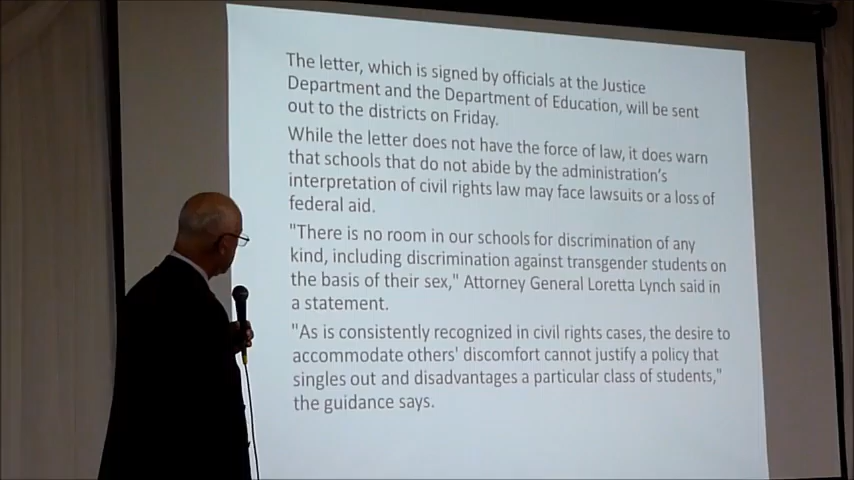 The letter, which is signed by officials at the Justice
Department and the Department of Education, will be sent
out to the districts on Friday.
While the letter does not have the force of law, it does warn
that schools that do not abide by the administration's
interpretation of civil rights law may face lawsuits or a loss of
federal aid.
"There is no room in our schools for discrimination of any
kind, including discrimination against transgender students on
the basis of their sex," Attorney General Loretta Lynch said in
a statement.
"As is consistently recognized in civil rights cases, the desire to
accommodate others' discomfort cannot justify a policy that
singles out and disadvantages a particular class of students,"
the guidance says.